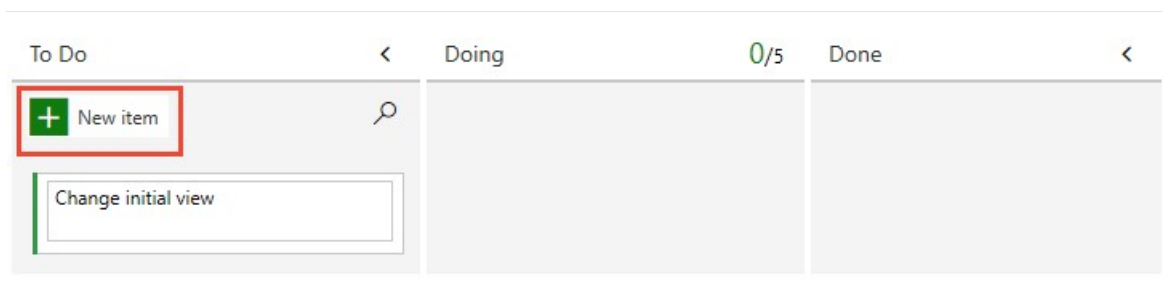 To Do
Doing 0/5
Done
New item
Change initial view